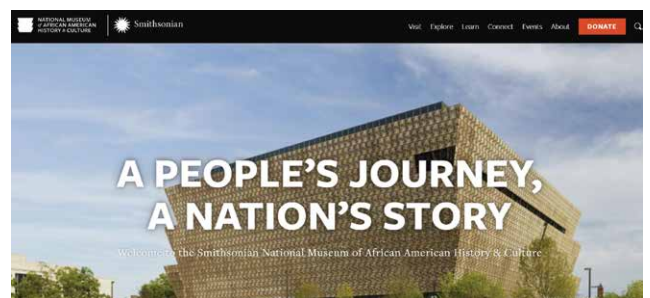 NATIONAL MUSEUM
of AFRICAN AMERICAN
HISTORY & CULTURE
Smithsonian
Visit Explore Learn Connect Events About DONATE
A PEOPLE'S JOURNEY,
A NATION'S STORY
Welcome to the Smithsonian National Museum of African American History & Culture